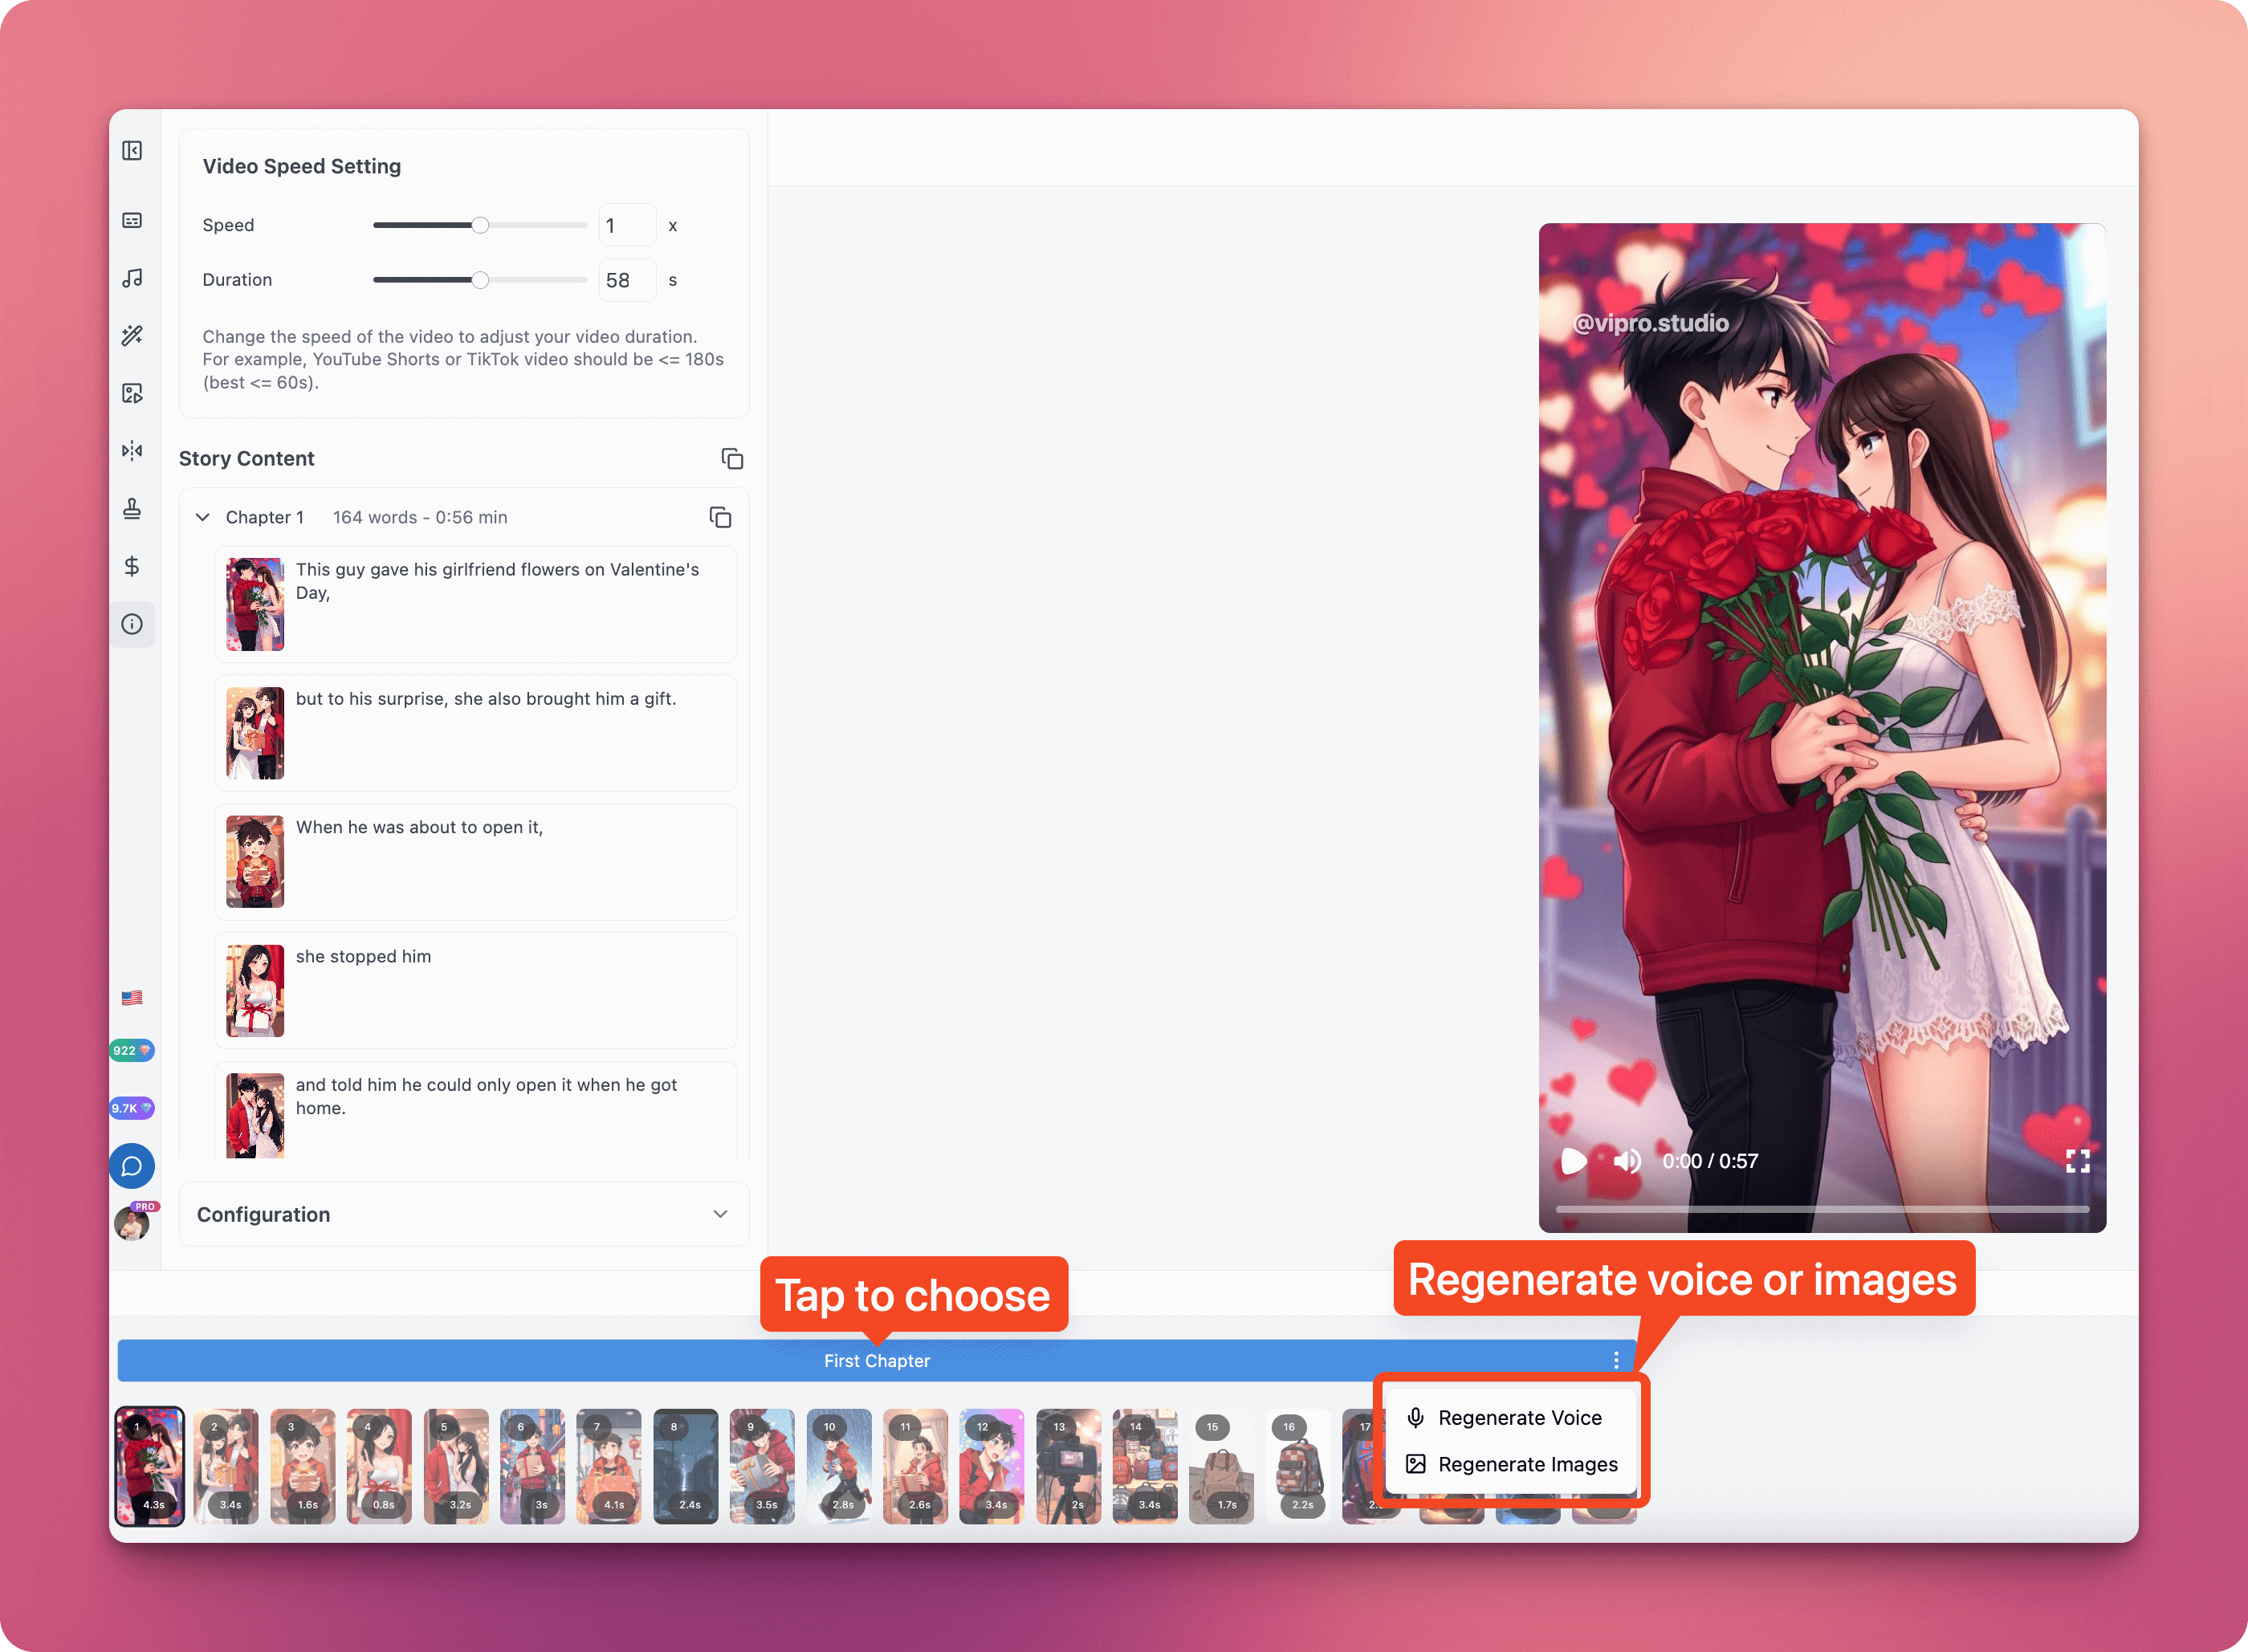 Video Speed Setting
Speed
1
x
Duration
58
s
Change the speed of the video to adjust your video duration.
For example, YouTube Shorts or TikTok video should be <= 180s
(best <= 60s).
Story Content
Chapter 1
164 words - 0:56 min
This guy gave his girlfriend flowers on Valentine's
Day,
but to his surprise, she also brought him a gift.
When he was about to open it,
she stopped him
and told him he could only open it when he got
home.
Configuration
922
9.7K
PRO
@vipro.studio
0:00 / 0:57
Tap to choose
Regenerate voice or images
First Chapter
Regenerate Voice
Regenerate Images
1
2
3
4
5
6
7
8
9
10
11
12
13
14
15
16
17
4.3s
3.4s
1.6s
0.8s
3.2s
3s
4.1s
2.4s
3.5s
2.8s
2.6s
3.4s
2s
3.4s
1.7s
2.2s